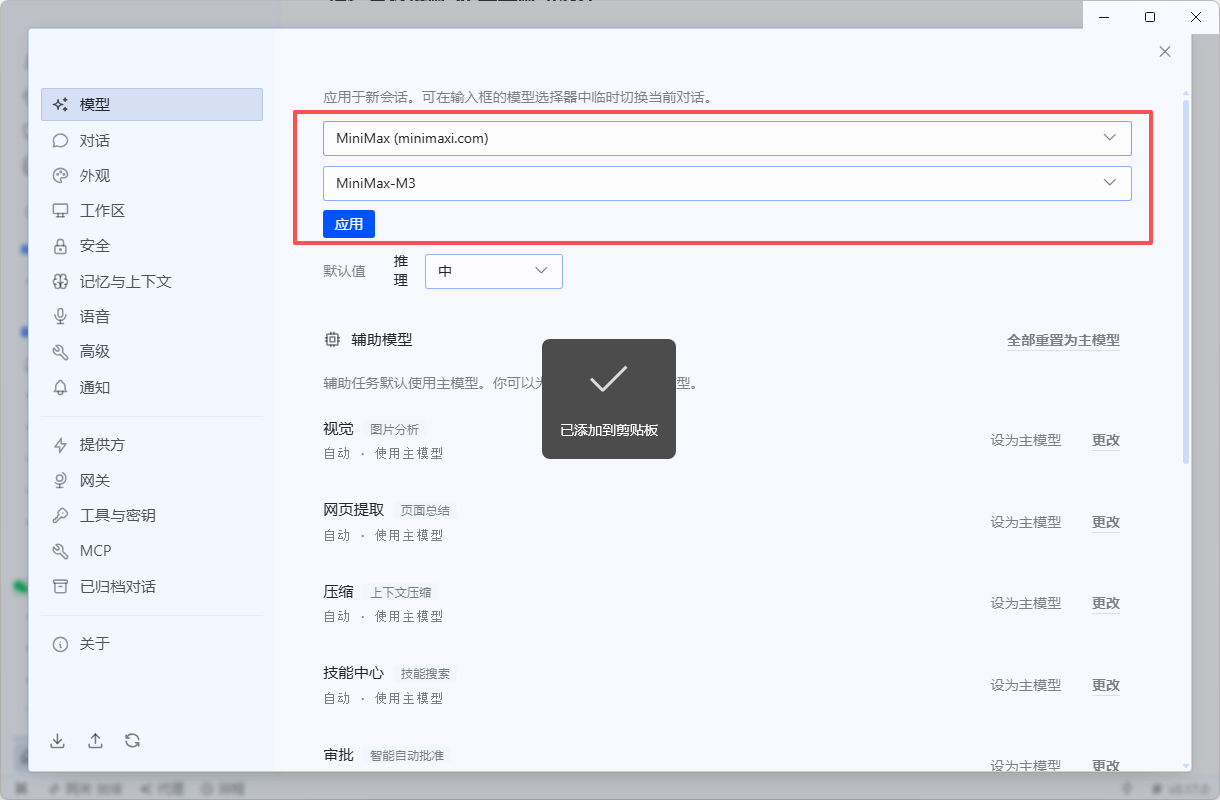 模型
对话
外观
工作区
安全
记忆与上下文
语音
高级
通知
提供方
网关
工具与密钥
MCP
已归档对话
关于
应用于新会话。可在输入框的模型选择器中临时切换当前对话。
MiniMax (minimaxi.com)
MiniMax-M3
应用
默认值 推理 中
辅助模型 全部重置为主模型
辅助任务默认使用主模型。你可以为 型。
已添加到剪贴板
视觉 图片分析
自动 · 使用主模型
设为主模型 更改
网页提取 页面总结
自动 · 使用主模型
设为主模型 更改
压缩 上下文压缩
自动 · 使用主模型
设为主模型 更改
技能中心 技能搜索
自动 · 使用主模型
设为主模型 更改
审批 智能自动批准
设为主模型 更改